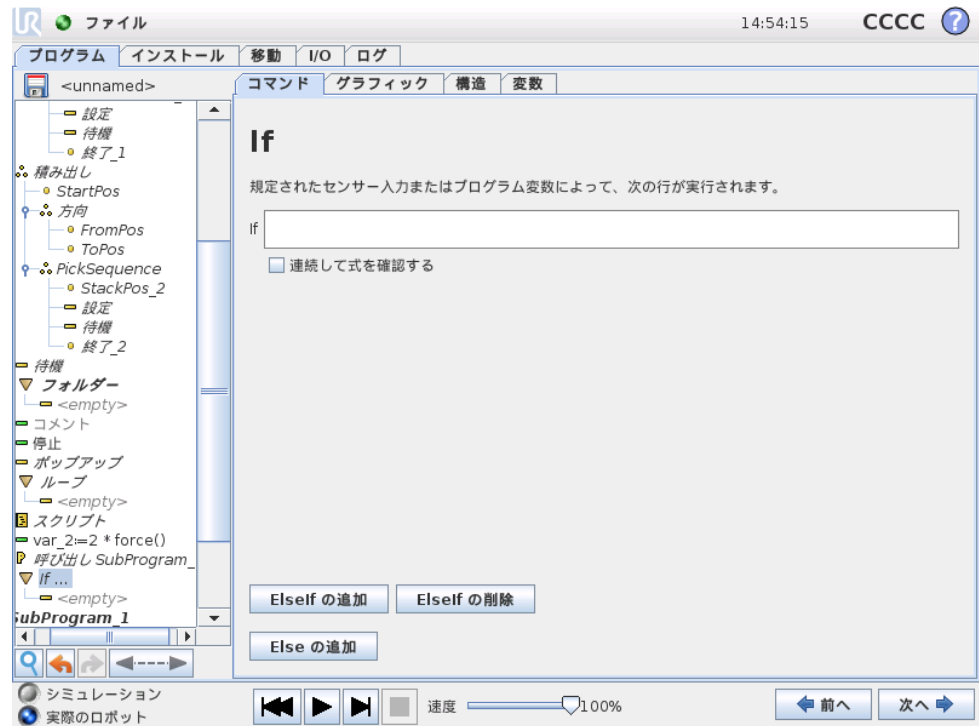 UR ファイル 14:54:15 CCCC ?
プログラム インストール 移動 I/O ログ
<unnamed>
コマンド グラフィック 構造 変数
設定
待機
終了_1
積み出し
StartPos
方向
FromPos
ToPos
PickSequence
StackPos_2
設定
待機
終了_2
待機
フォルダー
<empty>
コメント
停止
ポップアップ
ループ
<empty>
スクリプト
var_2:=2 * force()
呼び出し SubProgram_
If ...
<empty>
SubProgram_1
If
規定されたセンサー入力またはプログラム変数によって、次の行が実行されます。
If
連続して式を確認する
ElseIf の追加 ElseIf の削除
Else の追加
シミュレーション
実際のロボット
速度 100%
前へ 次へ